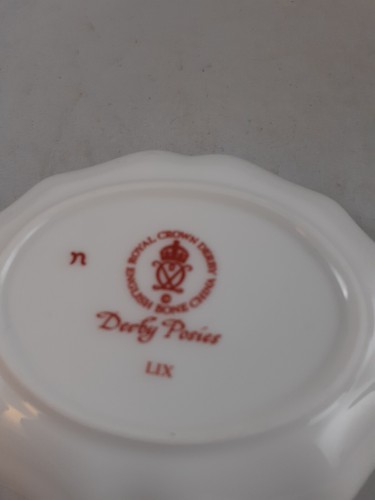 ROYAL CROWN DERBY
ENGLISH BONE CHINA
©
n
Derby Posies
LIX